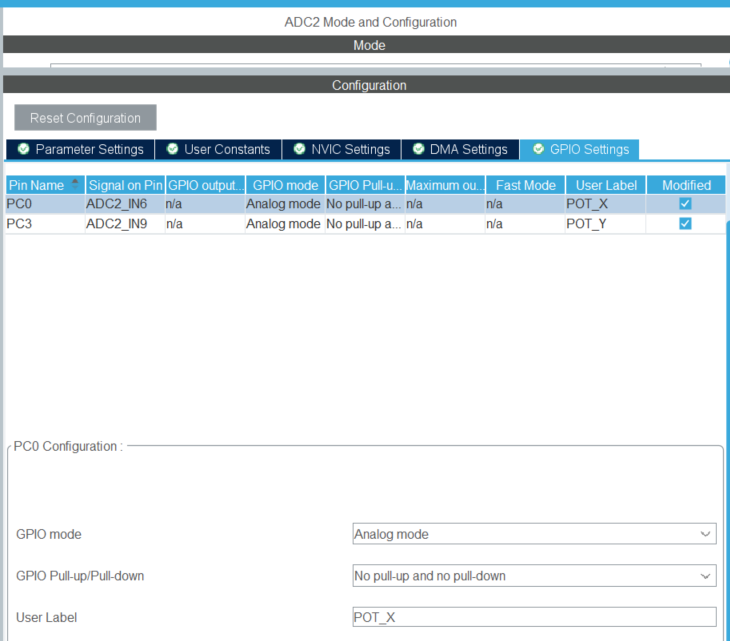 ADC2 Mode and Configuration
Mode
Configuration
Reset Configuration
Parameter Settings User Constants NVIC Settings DMA Settings GPIO Settings
Pin Name Signal on Pin GPIO output... GPIO mode GPIO Pull-u... Maximum ou... Fast Mode User Label Modified
PC0 ADC2_IN6 n/a Analog mode No pull-up a... n/a n/a POT_X
PC3 ADC2_IN9 n/a Analog mode No pull-up a... n/a n/a POT_Y
PC0 Configuration :
GPIO mode Analog mode
GPIO Pull-up/Pull-down No pull-up and no pull-down
User Label POT_X